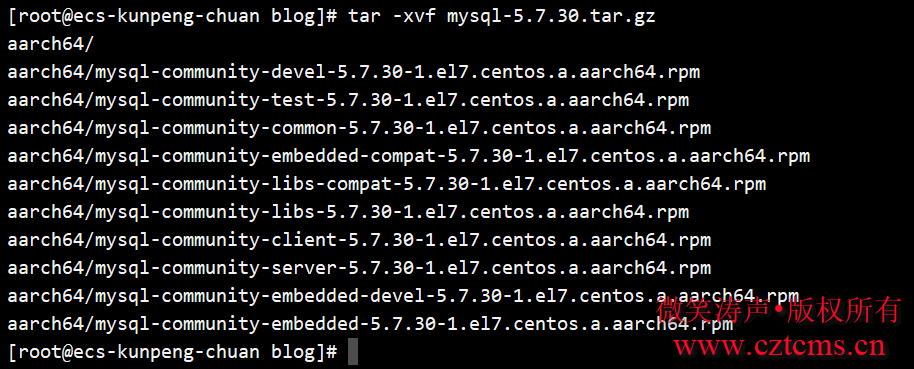 [root@ecs-kunpeng-chuan blog]# tar -xvf mysql-5.7.30.tar.gz
aarch64/
aarch64/mysql-community-devel-5.7.30-1.el7.centos.a.aarch64.rpm
aarch64/mysql-community-test-5.7.30-1.el7.centos.a.aarch64.rpm
aarch64/mysql-community-common-5.7.30-1.el7.centos.a.aarch64.rpm
aarch64/mysql-community-embedded-compat-5.7.30-1.el7.centos.a.aarch64.rpm
aarch64/mysql-community-libs-compat-5.7.30-1.el7.centos.a.aarch64.rpm
aarch64/mysql-community-libs-5.7.30-1.el7.centos.a.aarch64.rpm
aarch64/mysql-community-client-5.7.30-1.el7.centos.a.aarch64.rpm
aarch64/mysql-community-server-5.7.30-1.el7.centos.a.aarch64.rpm
aarch64/mysql-community-embedded-devel-5.7.30-1.el7.centos.a.aarch64.rpm
aarch64/mysql-community-embedded-5.7.30-1.el7.centos.a.aarch64.rpm
[root@ecs-kunpeng-chuan blog]#
微笑涛声•版权所有
www.cztcms.cn